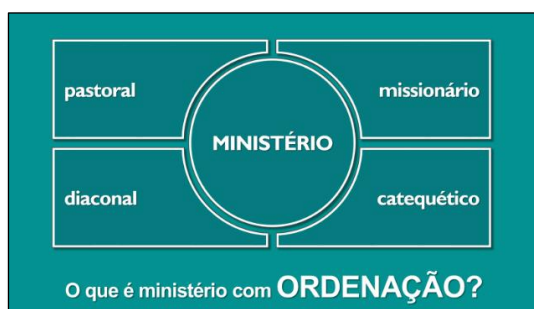 pastoral
missionário
MINISTÉRIO
diaconal
catequético
O que é ministério com ORDENAÇÃO?